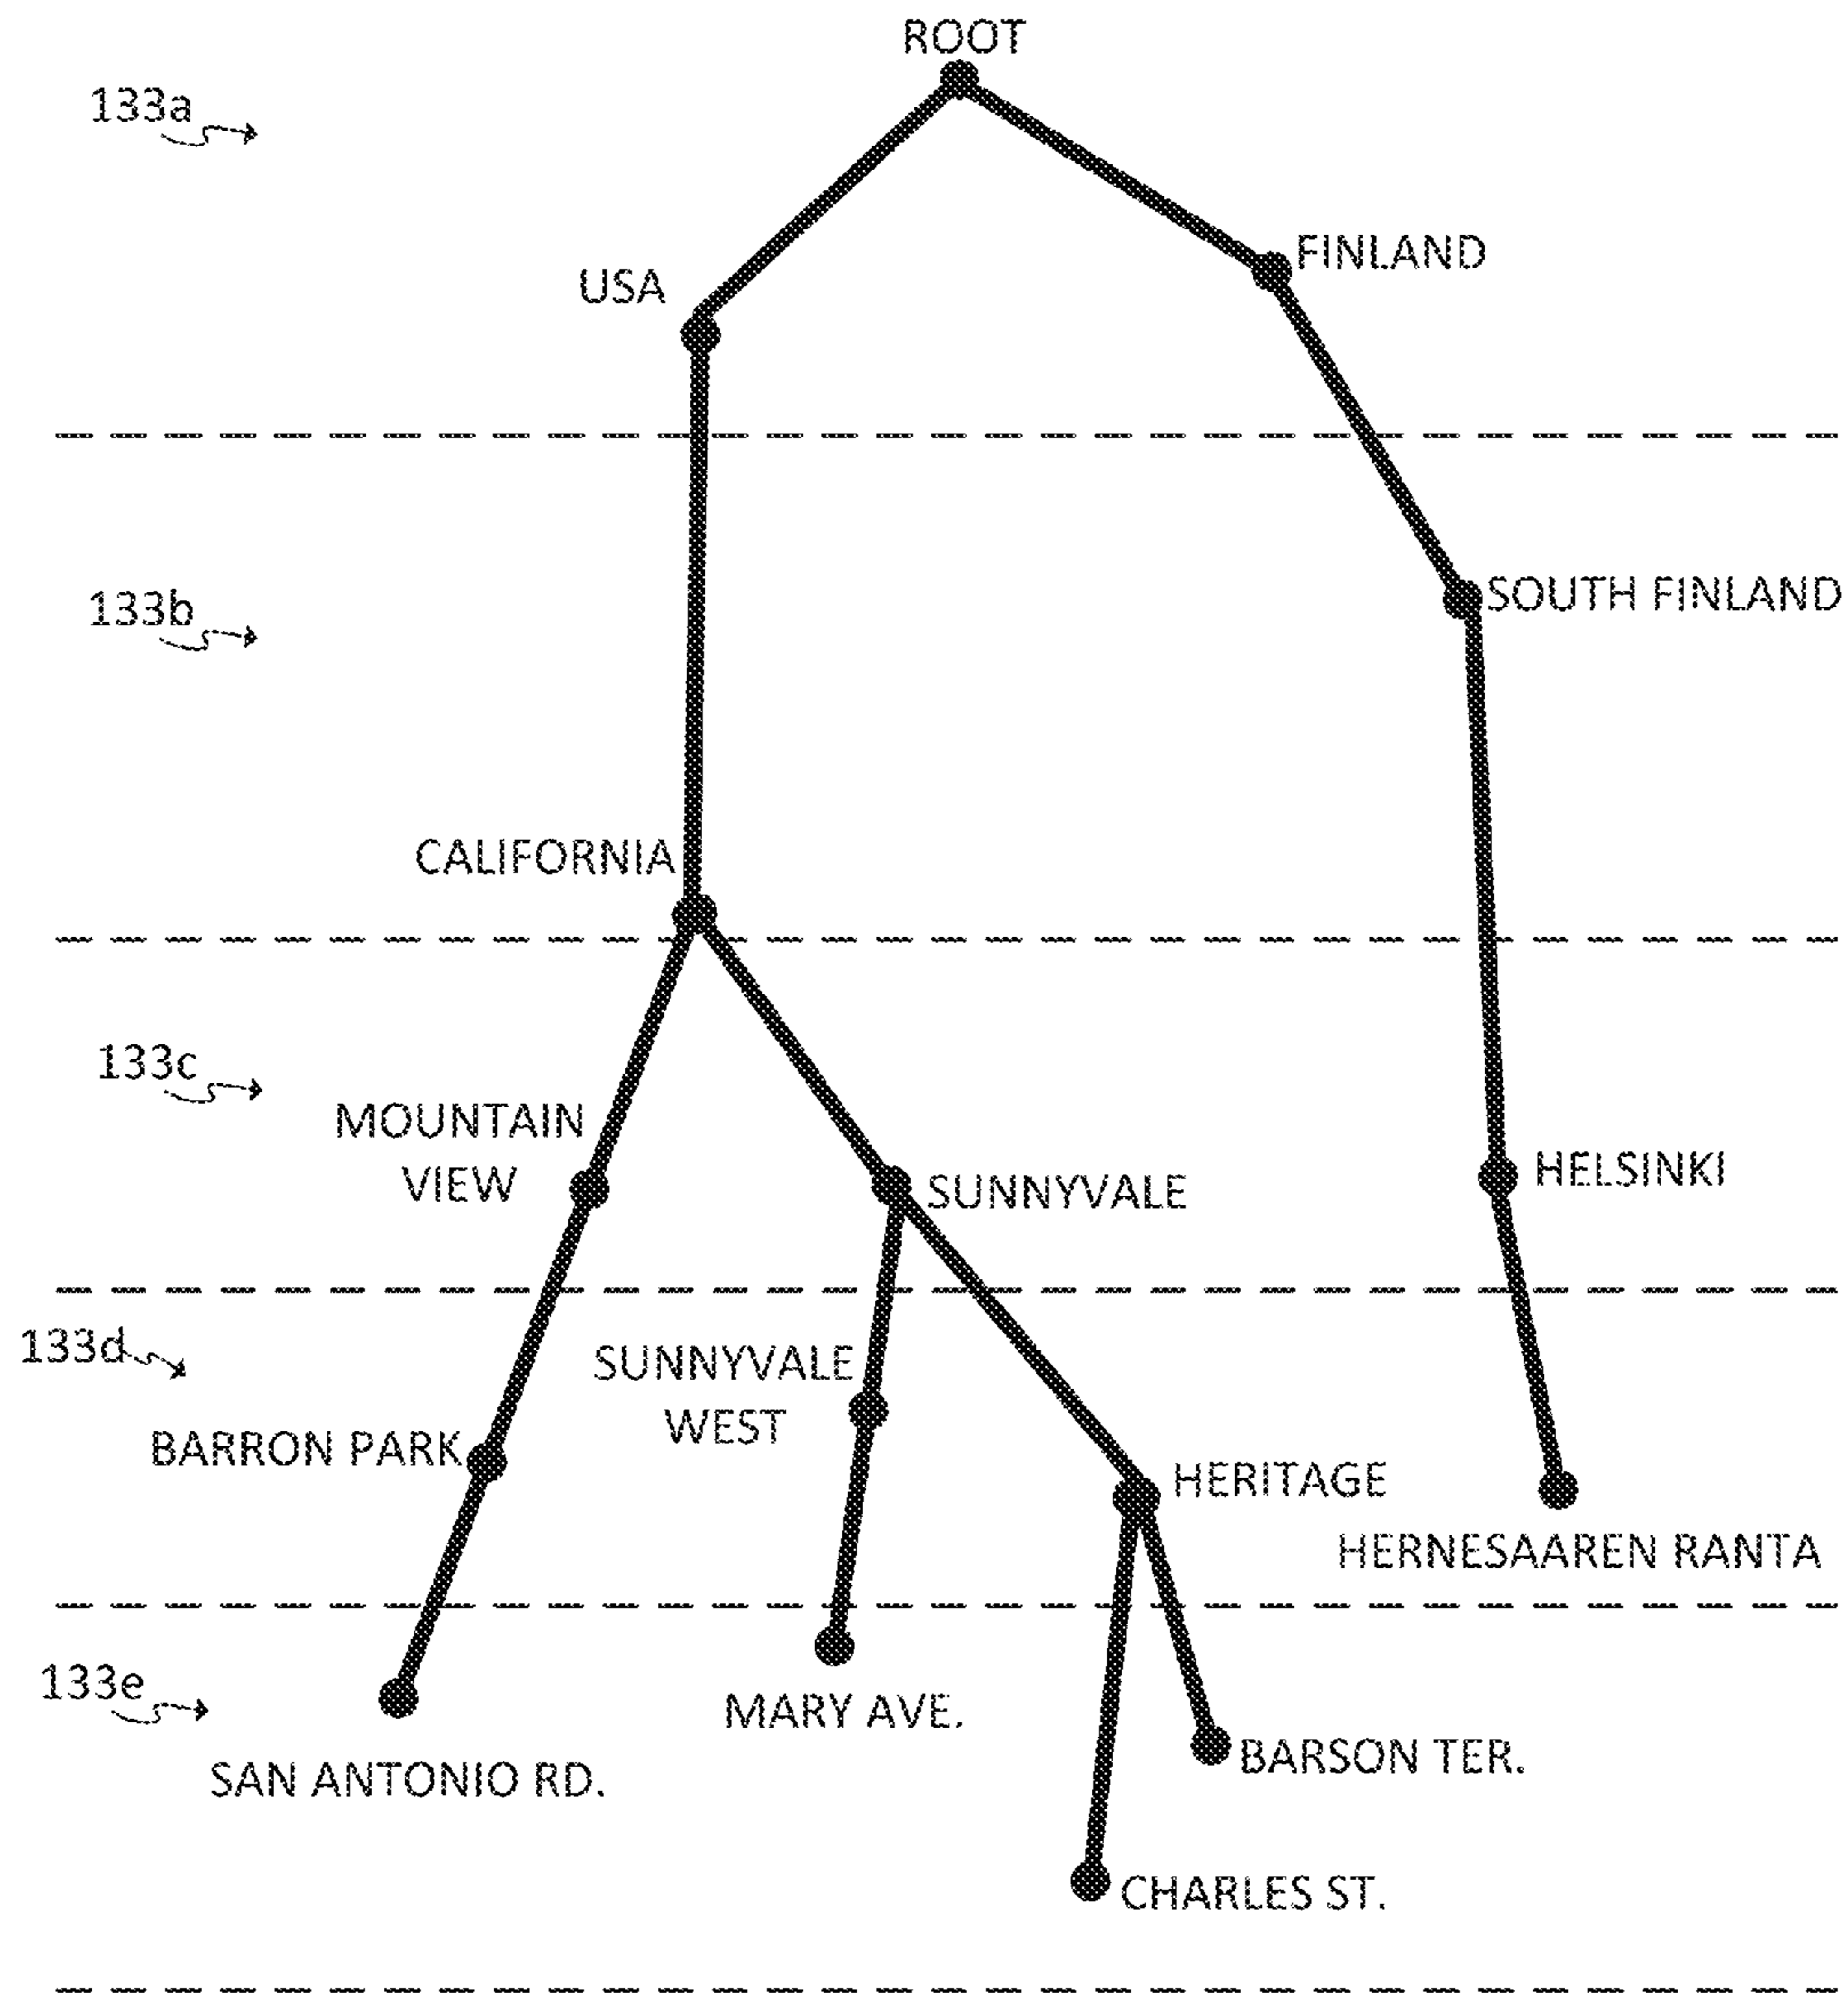 ROOT
133a
FINLAND
USA
133b
SOUTH FINLAND
CALIFORNIA
133c
MOUNTAIN
VIEW
SUNNYVALE
HELSINKI
133d
SUNNYVALE
WEST
BARRON PARK
HERITAGE
HERNESAAREN RANTA
133e
MARY AVE.
SAN ANTONIO RD.
BARSON TER.
CHARLES ST.